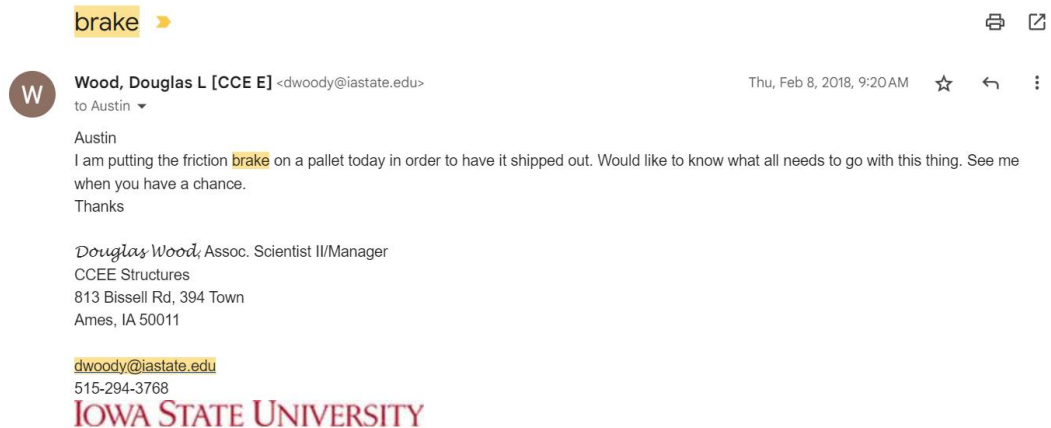 brake
W
Wood, Douglas L [CCE E] <dwoody@iastate.edu>
Thu, Feb 8, 2018, 9:20 AM
to Austin
Austin
I am putting the friction brake on a pallet today in order to have it shipped out. Would like to know what all needs to go with this thing. See me
when you have a chance.
Thanks
Douglas Wood, Assoc. Scientist II/Manager
CCEE Structures
813 Bissell Rd, 394 Town
Ames, IA 50011
dwoody@iastate.edu
515-294-3768
IOWA STATE UNIVERSITY